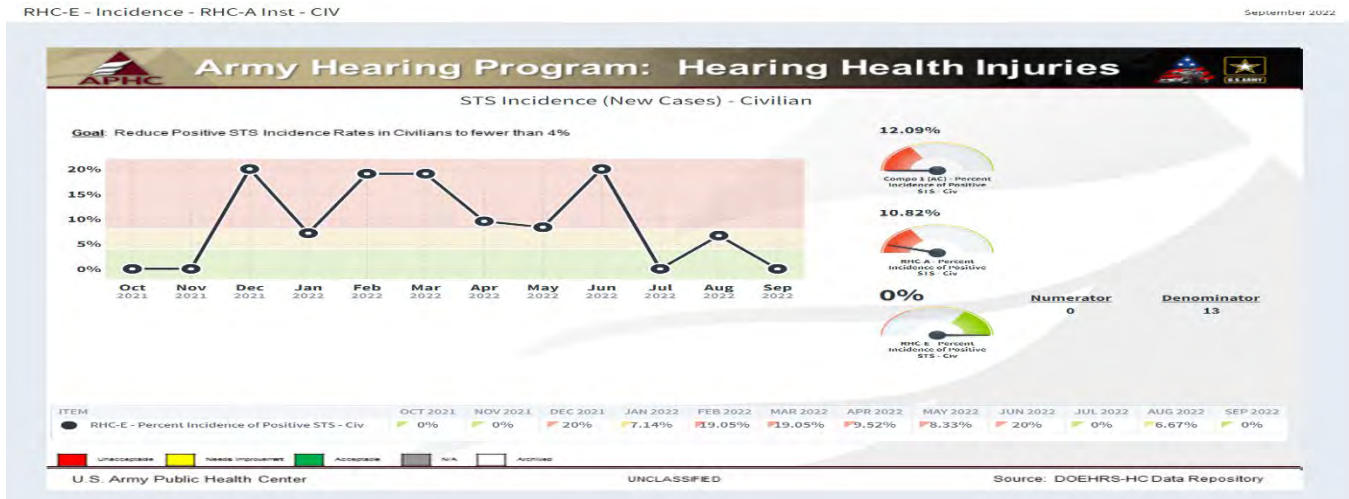 RHC-E - Incidence - RHC-A Inst - CIV
September 2022
APHC
Army Hearing Program: Hearing Health Injuries
U.S. ARMY
STS Incidence (New Cases) - Civilian
Goal: Reduce Positive STS Incidence Rates in Civilians to fewer than 4%
20%
15%
10%
5%
0%
Oct Nov Dec Jan Feb Mar Apr May Jun Jul Aug Sep
2021 2021 2021 2022 2022 2022 2022 2022 2022 2022 2022 2022
12.09%
Compo 1 (AC) - Percent
Incidence of Positive
STS - Civ
10.82%
RHC-A - Percent
Incidence of Positive
STS - Civ
0%
RHC-E - Percent
Incidence of Positive
STS - Civ
Numerator Denominator
0 13
ITEM OCT 2021 NOV 2021 DEC 2021 JAN 2022 FEB 2022 MAR 2022 APR 2022 MAY 2022 JUN 2022 JUL 2022 AUG 2022 SEP 2022
RHC-E - Percent Incidence of Positive STS - Civ 0% 0% 20% 7.14% 19.05% 19.05% 9.52% 8.33% 20% 0% 6.67% 0%
Unacceptable Needs Improvement Acceptable N/A Archived
U.S. Army Public Health Center UNCLASSIFIED Source: DOEHRS-HC Data Repository